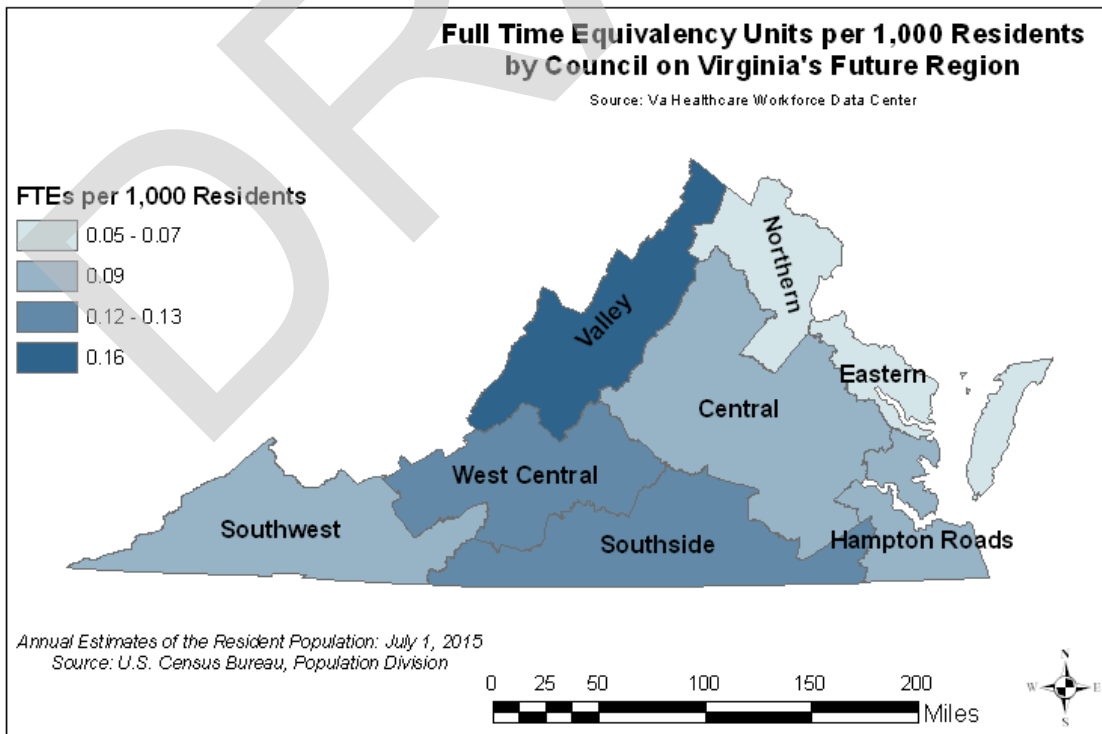 Full Time Equivalency Units per 1,000 Residents
by Council on Virginia's Future Region
Source: Va Healthcare Workforce Data Center
FTEs per 1,000 Residents
0.05 - 0.07
0.09
0.12 - 0.13
0.16
Northern
Valley
Eastern
Central
West Central
Southwest
Southside
Hampton Roads
Annual Estimates of the Resident Population: July 1, 2015
Source: U.S. Census Bureau, Population Division
0 25 50 100 150 200
Miles
N
W E
S